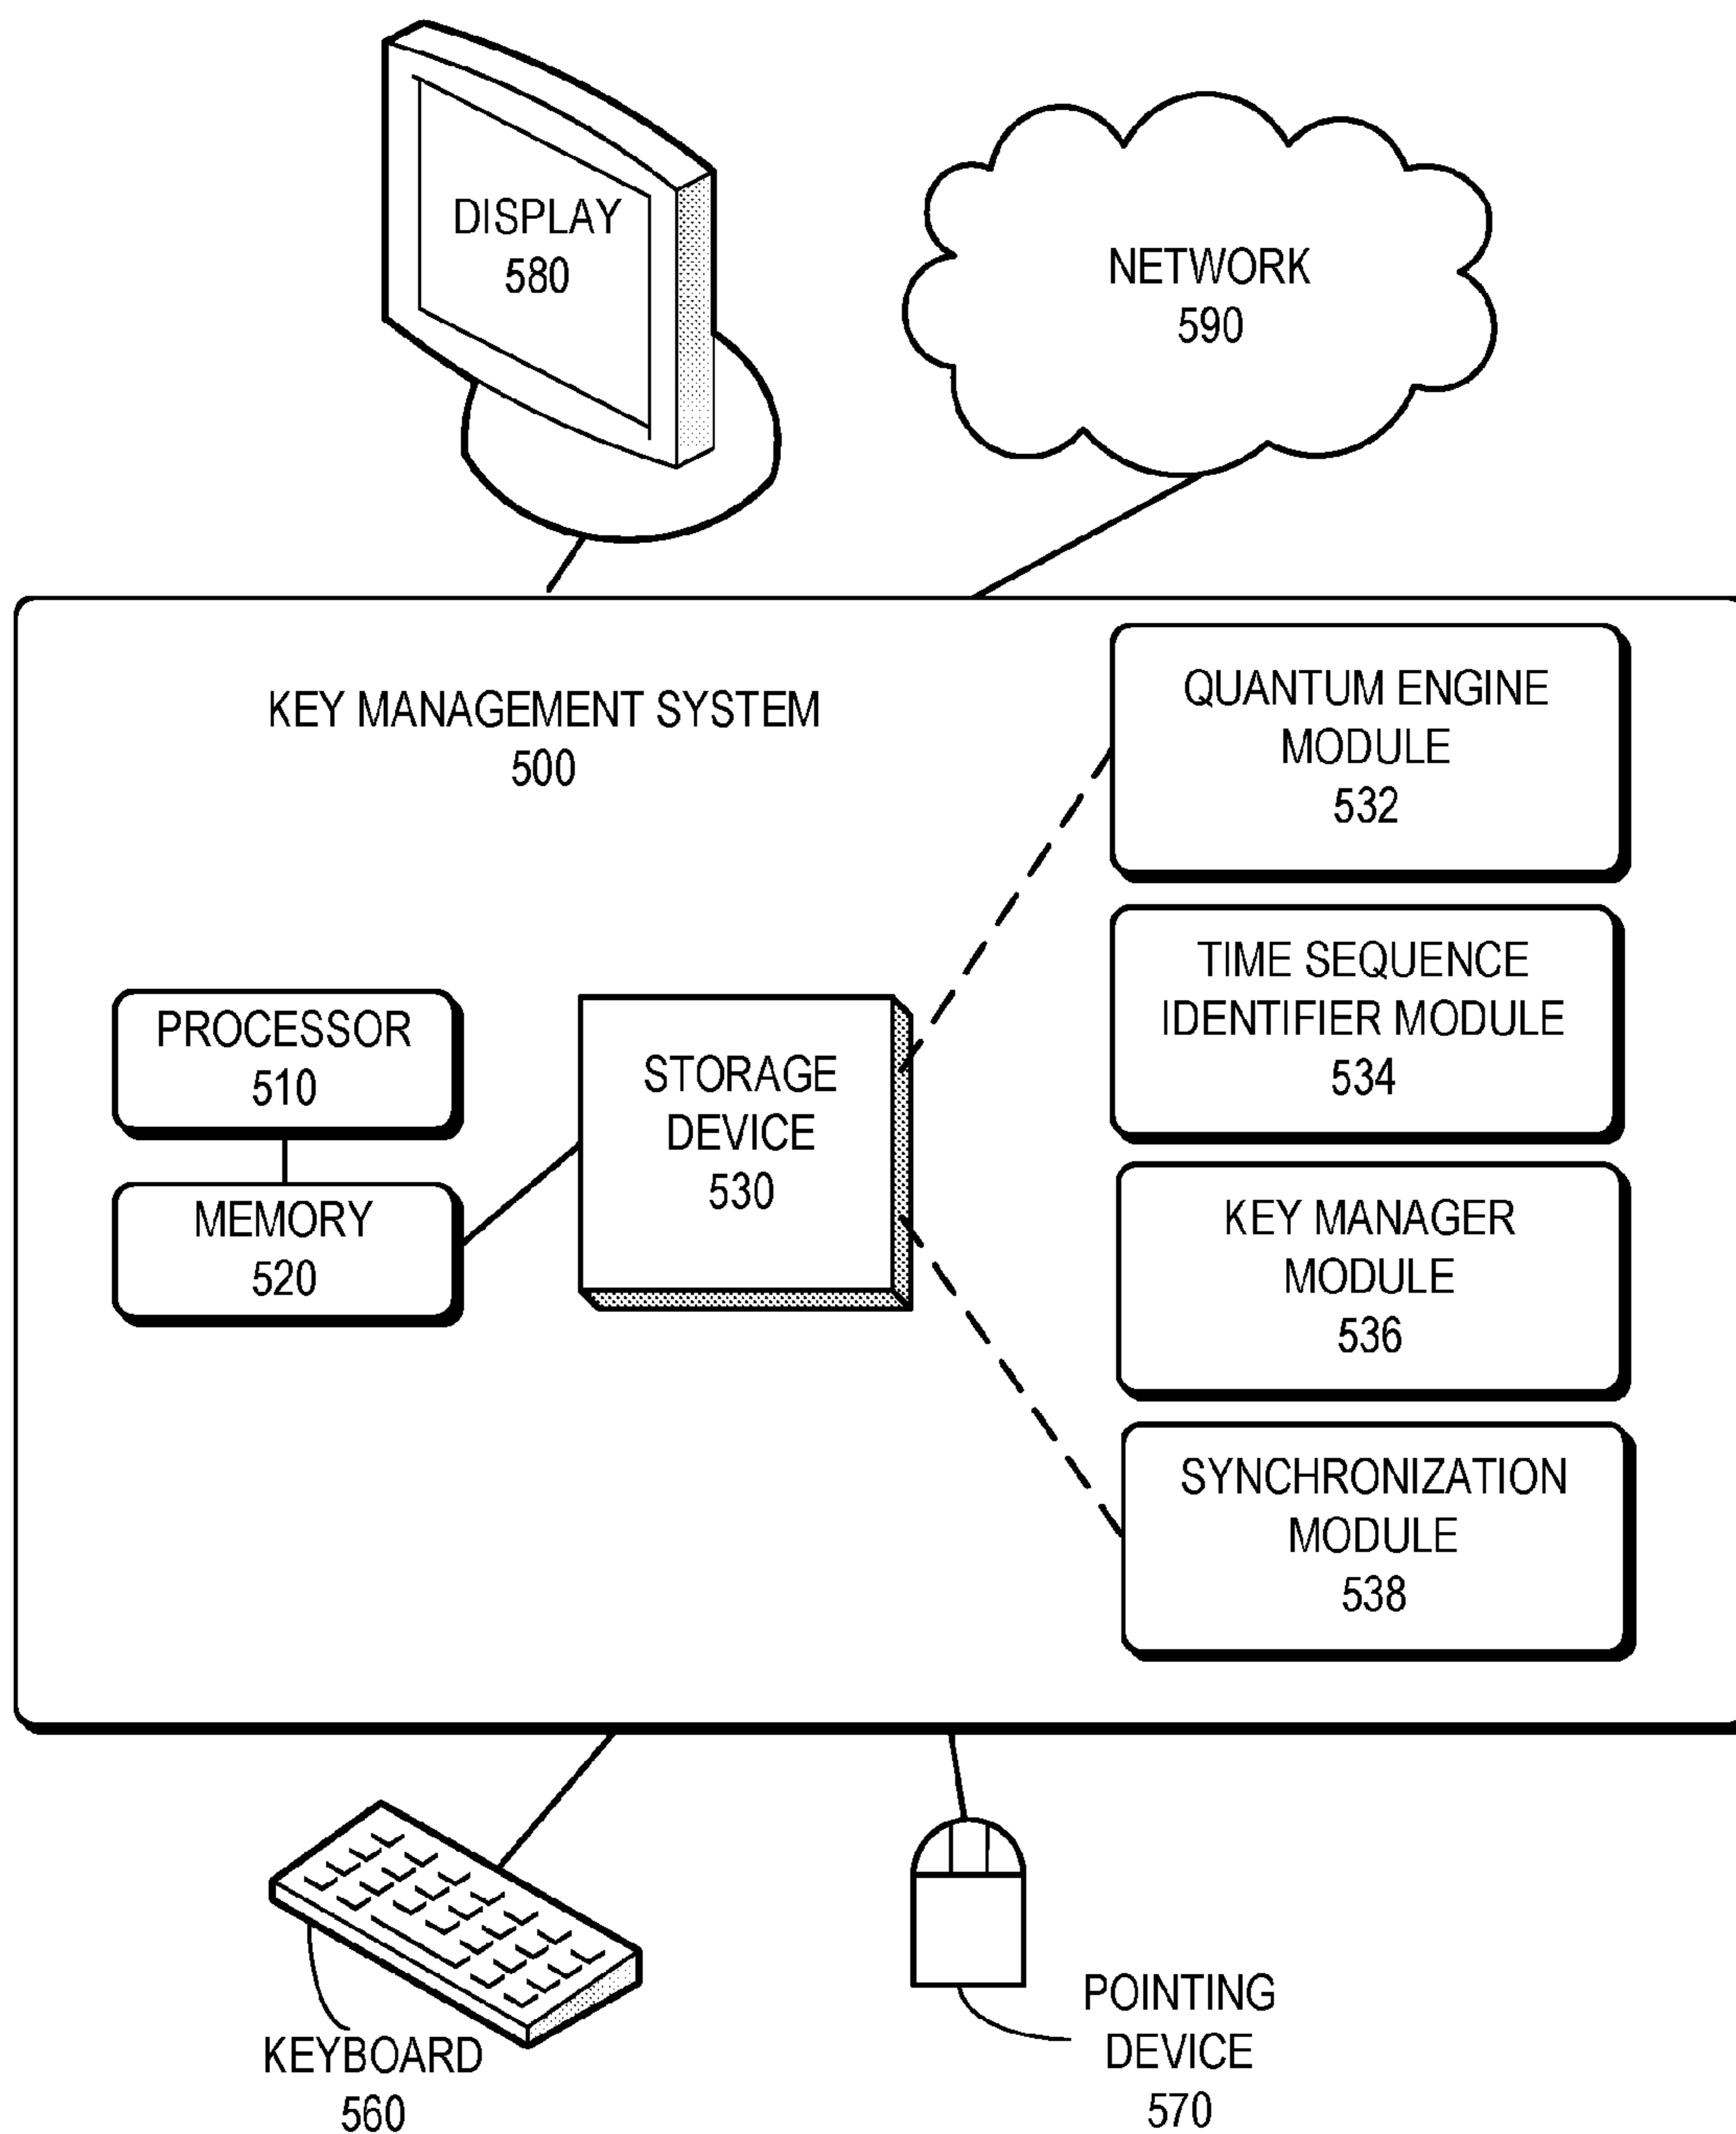 DISPLAY
580
NETWORK
590
KEY MANAGEMENT SYSTEM
500
QUANTUM ENGINE
MODULE
532
TIME SEQUENCE
IDENTIFIER MODULE
534
PROCESSOR
510
MEMORY
520
STORAGE
DEVICE
530
KEY MANAGER
MODULE
536
SYNCHRONIZATION
MODULE
538
KEYBOARD
560
POINTING
DEVICE
570